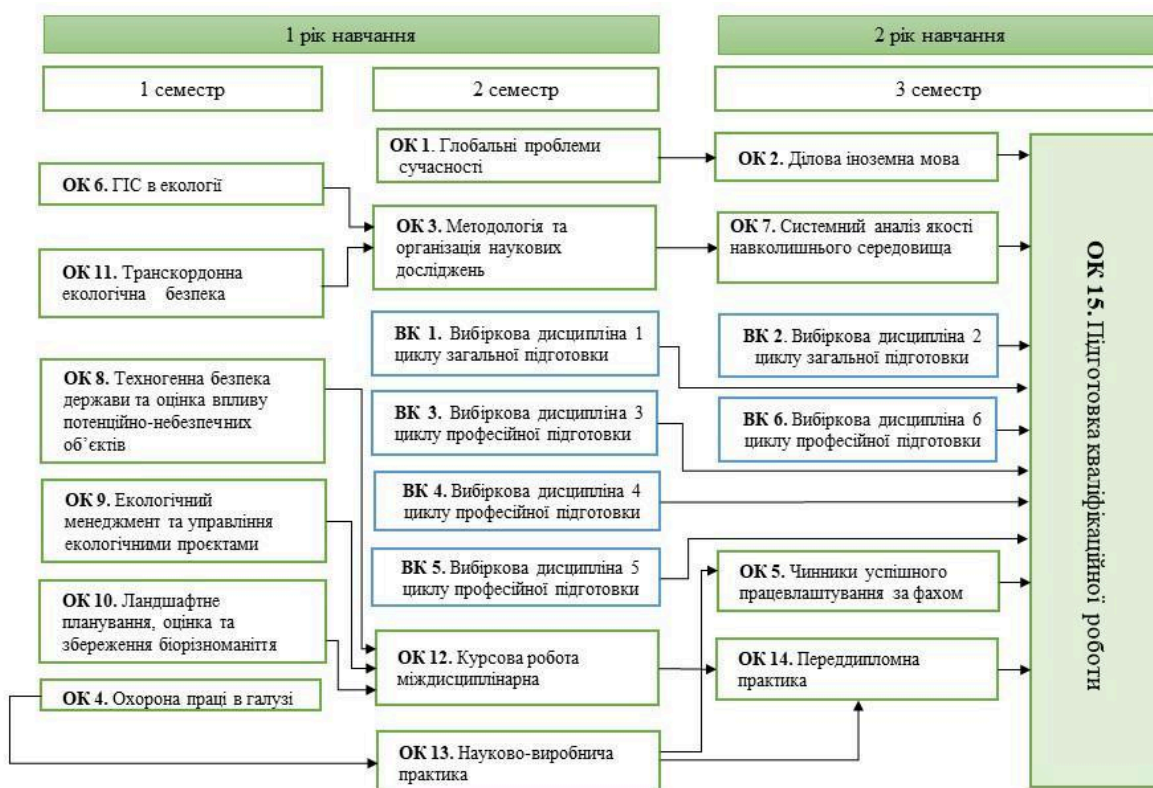 1 рік навчання
2 рік навчання
1 семестр
2 семестр
3 семестр
ОК 6. ГІС в екології
ОК 11. Транскордонна
екологічна безпека
ОК 8. Техногенна безпека
держави та оцінка впливу
потенційно-небезпечних
об’єктів
ОК 9. Екологічний
менеджмент та управління
екологічними проєктами
ОК 10. Ландшафтне
планування, оцінка та
збереження біорізноманіття
ОК 4. Охорона праці в галузі
ОК 1. Глобальні проблеми
сучасності
ОК 3. Методологія та
організація наукових
досліджень
ВК 1. Вибіркова дисципліна 1
циклу загальної підготовки
ВК 3. Вибіркова дисципліна 3
циклу професійної підготовки
ВК 4. Вибіркова дисципліна 4
циклу професійної підготовки
ВК 5. Вибіркова дисципліна 5
циклу професійної підготовки
ОК 12. Курсова робота
міждисциплінарна
ОК 13. Науково-виробнича
практика
ОК 2. Ділова іноземна мова
ОК 7. Системний аналіз якості
навколишнього середовища
ВК 2. Вибіркова дисципліна 2
циклу загальної підготовки
ВК 6. Вибіркова дисципліна 6
циклу професійної підготовки
ОК 5. Чинники успішного
працевлаштування за фахом
ОК 14. Переддипломна
практика
ОК 15. Підготовка кваліфікаційної роботи